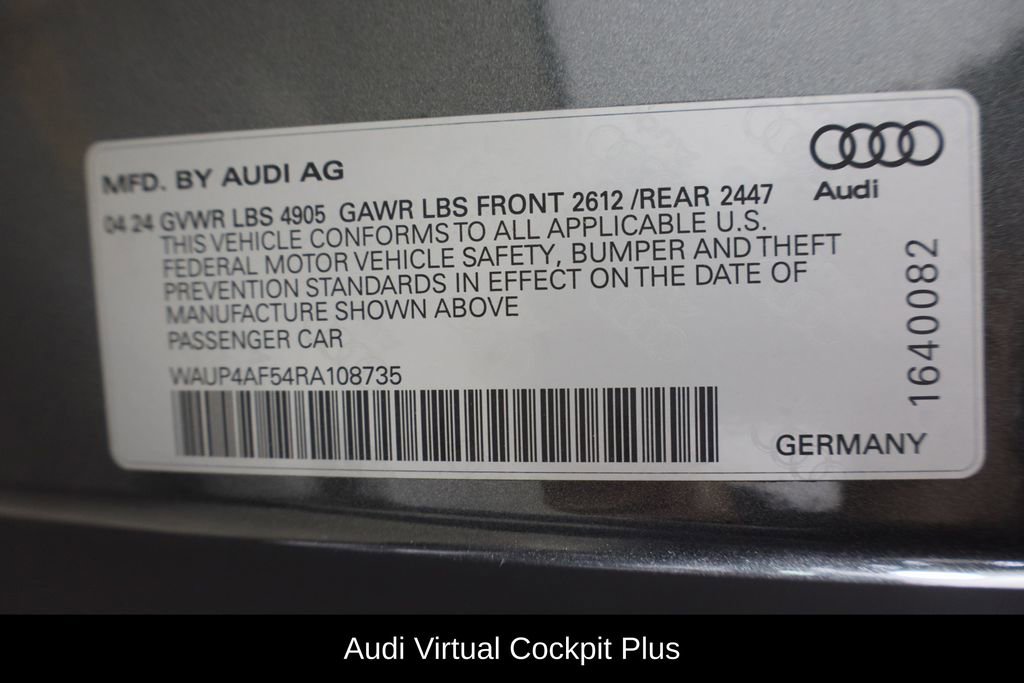 MFD. BY AUDI AG
Audi
04.24 GVWR LBS 4905 GAWR LBS FRONT 2612 /REAR 2447
THIS VEHICLE CONFORMS TO ALL APPLICABLE U.S.
FEDERAL MOTOR VEHICLE SAFETY, BUMPER AND THEFT
PREVENTION STANDARDS IN EFFECT ON THE DATE OF
MANUFACTURE SHOWN ABOVE
PASSENGER CAR
WAUP4AF54RA108735
1640082
GERMANY
Audi Virtual Cockpit Plus